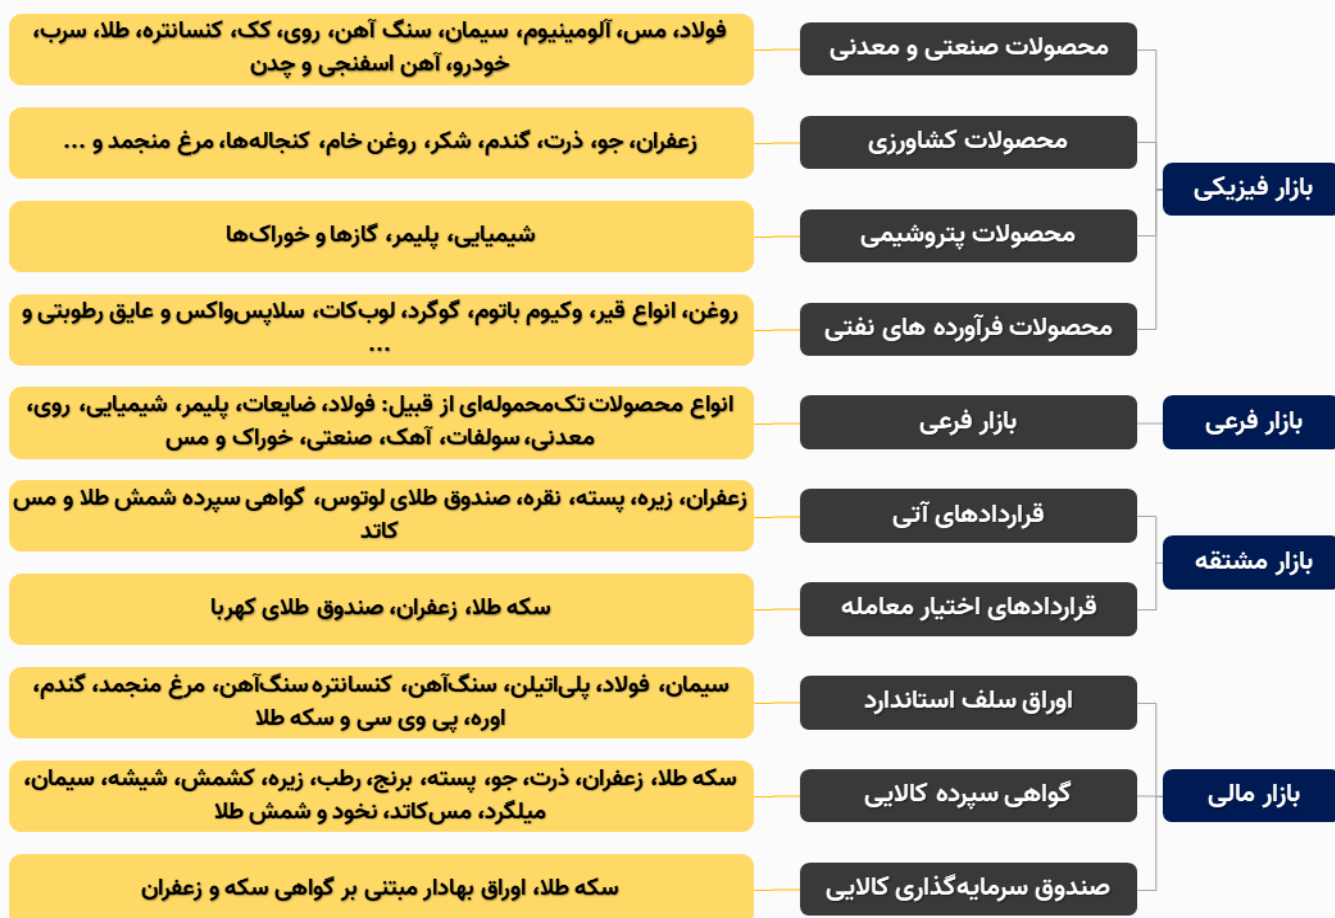 بازار فیزیکی
محصولات صنعتی و معدنی
فولاد، مس، آلومینیوم، سیمان، سنگ آهن، روی، کک، کنسانتره، طلا، سرب،
خودرو، آهن اسفنجی و چدن
محصولات کشاورزی
زعفران، جو، ذرت، گندم، شکر، روغن خام، کنجاله‌ها، مرغ منجمد و ...
محصولات پتروشیمی
شیمیایی، پلیمر، گازها و خوراک‌ها
محصولات فرآورده های نفتی
روغن، انواع قیر، وکیوم باتوم، گوگرد، لوب‌کات، سلاپس‌واکس و عایق رطوبتی و
...
بازار فرعی
بازار فرعی
انواع محصولات تک‌محموله‌ای از قبیل: فولاد، ضایعات، پلیمر، شیمیایی، روی،
معدنی، سولفات، آهک، صنعتی، خوراک و مس
بازار مشتقه
قراردادهای آتی
زعفران، زیره، پسته، نقره، صندوق طلای لوتوس، گواهی سپرده شمش طلا و مس
کاتد
قراردادهای اختیار معامله
سکه طلا، زعفران، صندوق طلای کهربا
بازار مالی
اوراق سلف استاندارد
سیمان، فولاد، پلی‌اتیلن، سنگ‌آهن، کنسانتره سنگ‌آهن، مرغ منجمد، گندم،
اوره، پی وی سی و سکه طلا
گواهی سپرده کالایی
سکه طلا، زعفران، ذرت، جو، پسته، برنج، رطب، زیره، کشمش، شیشه، سیمان،
میلگرد، مس‌کاتد، نخود و شمش طلا
صندوق سرمایه‌گذاری کالایی
سکه طلا، اوراق بهادار مبتنی بر گواهی سکه و زعفران